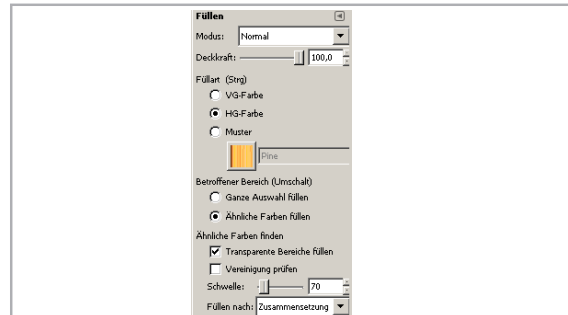 Füllen
Modus: Normal
Deckkraft: 100,0
Füllart (Strg)
VG-Farbe
HG-Farbe
Muster
Pine
Betroffener Bereich (Umschalt)
Ganze Auswahl füllen
Ähnliche Farben füllen
Ähnliche Farben finden
Transparente Bereiche füllen
Vereinigung prüfen
Schwelle: 70
Füllen nach: Zusammensetzung